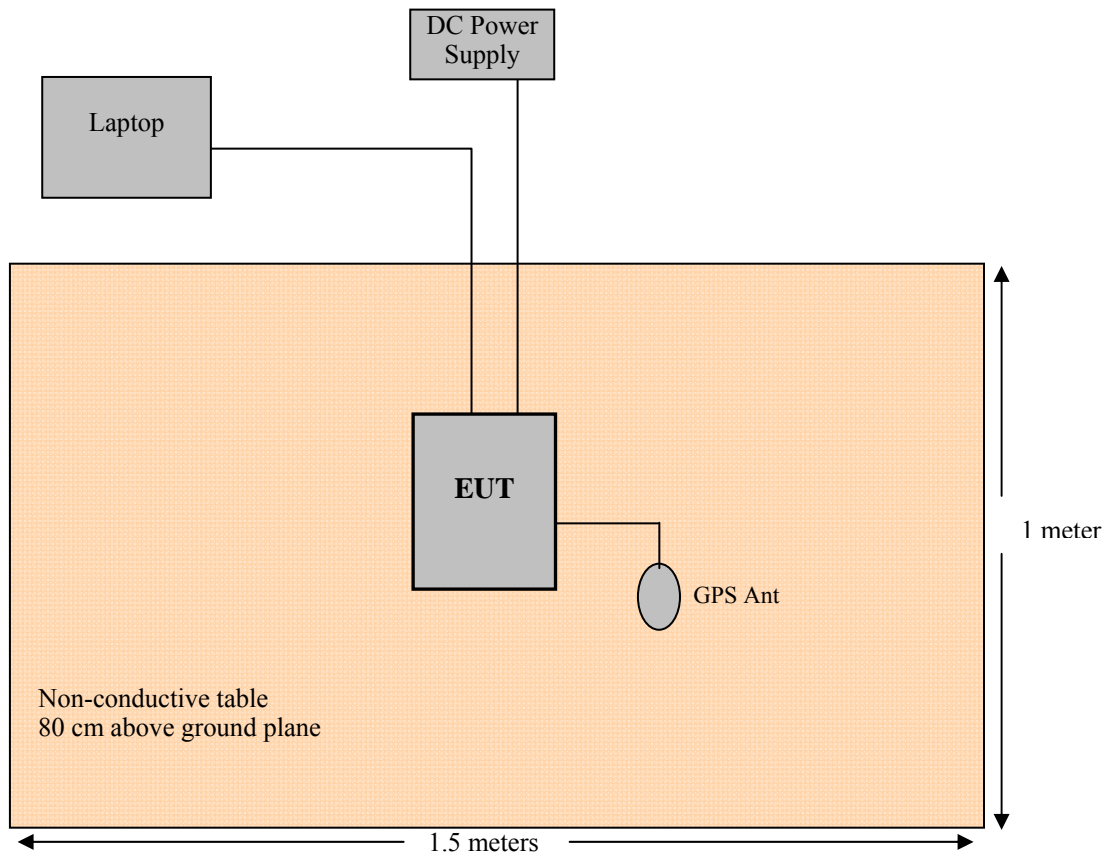 DC Power
Supply
Laptop
EUT
1 meter
GPS Ant
Non-conductive table
80 cm above ground plane
1.5 meters